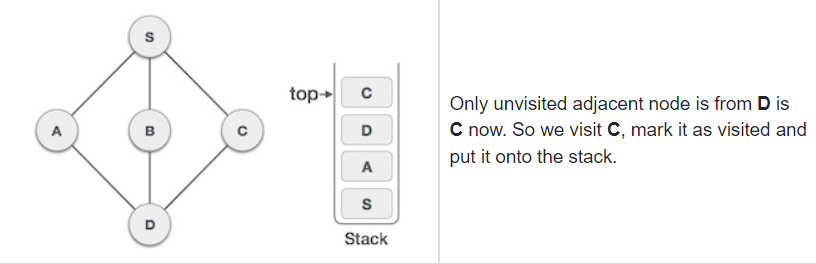 S
A
B
C
D
top→
C
D
A
S
Stack
Only unvisited adjacent node is from D is
C now. So we visit C, mark it as visited and
put it onto the stack.